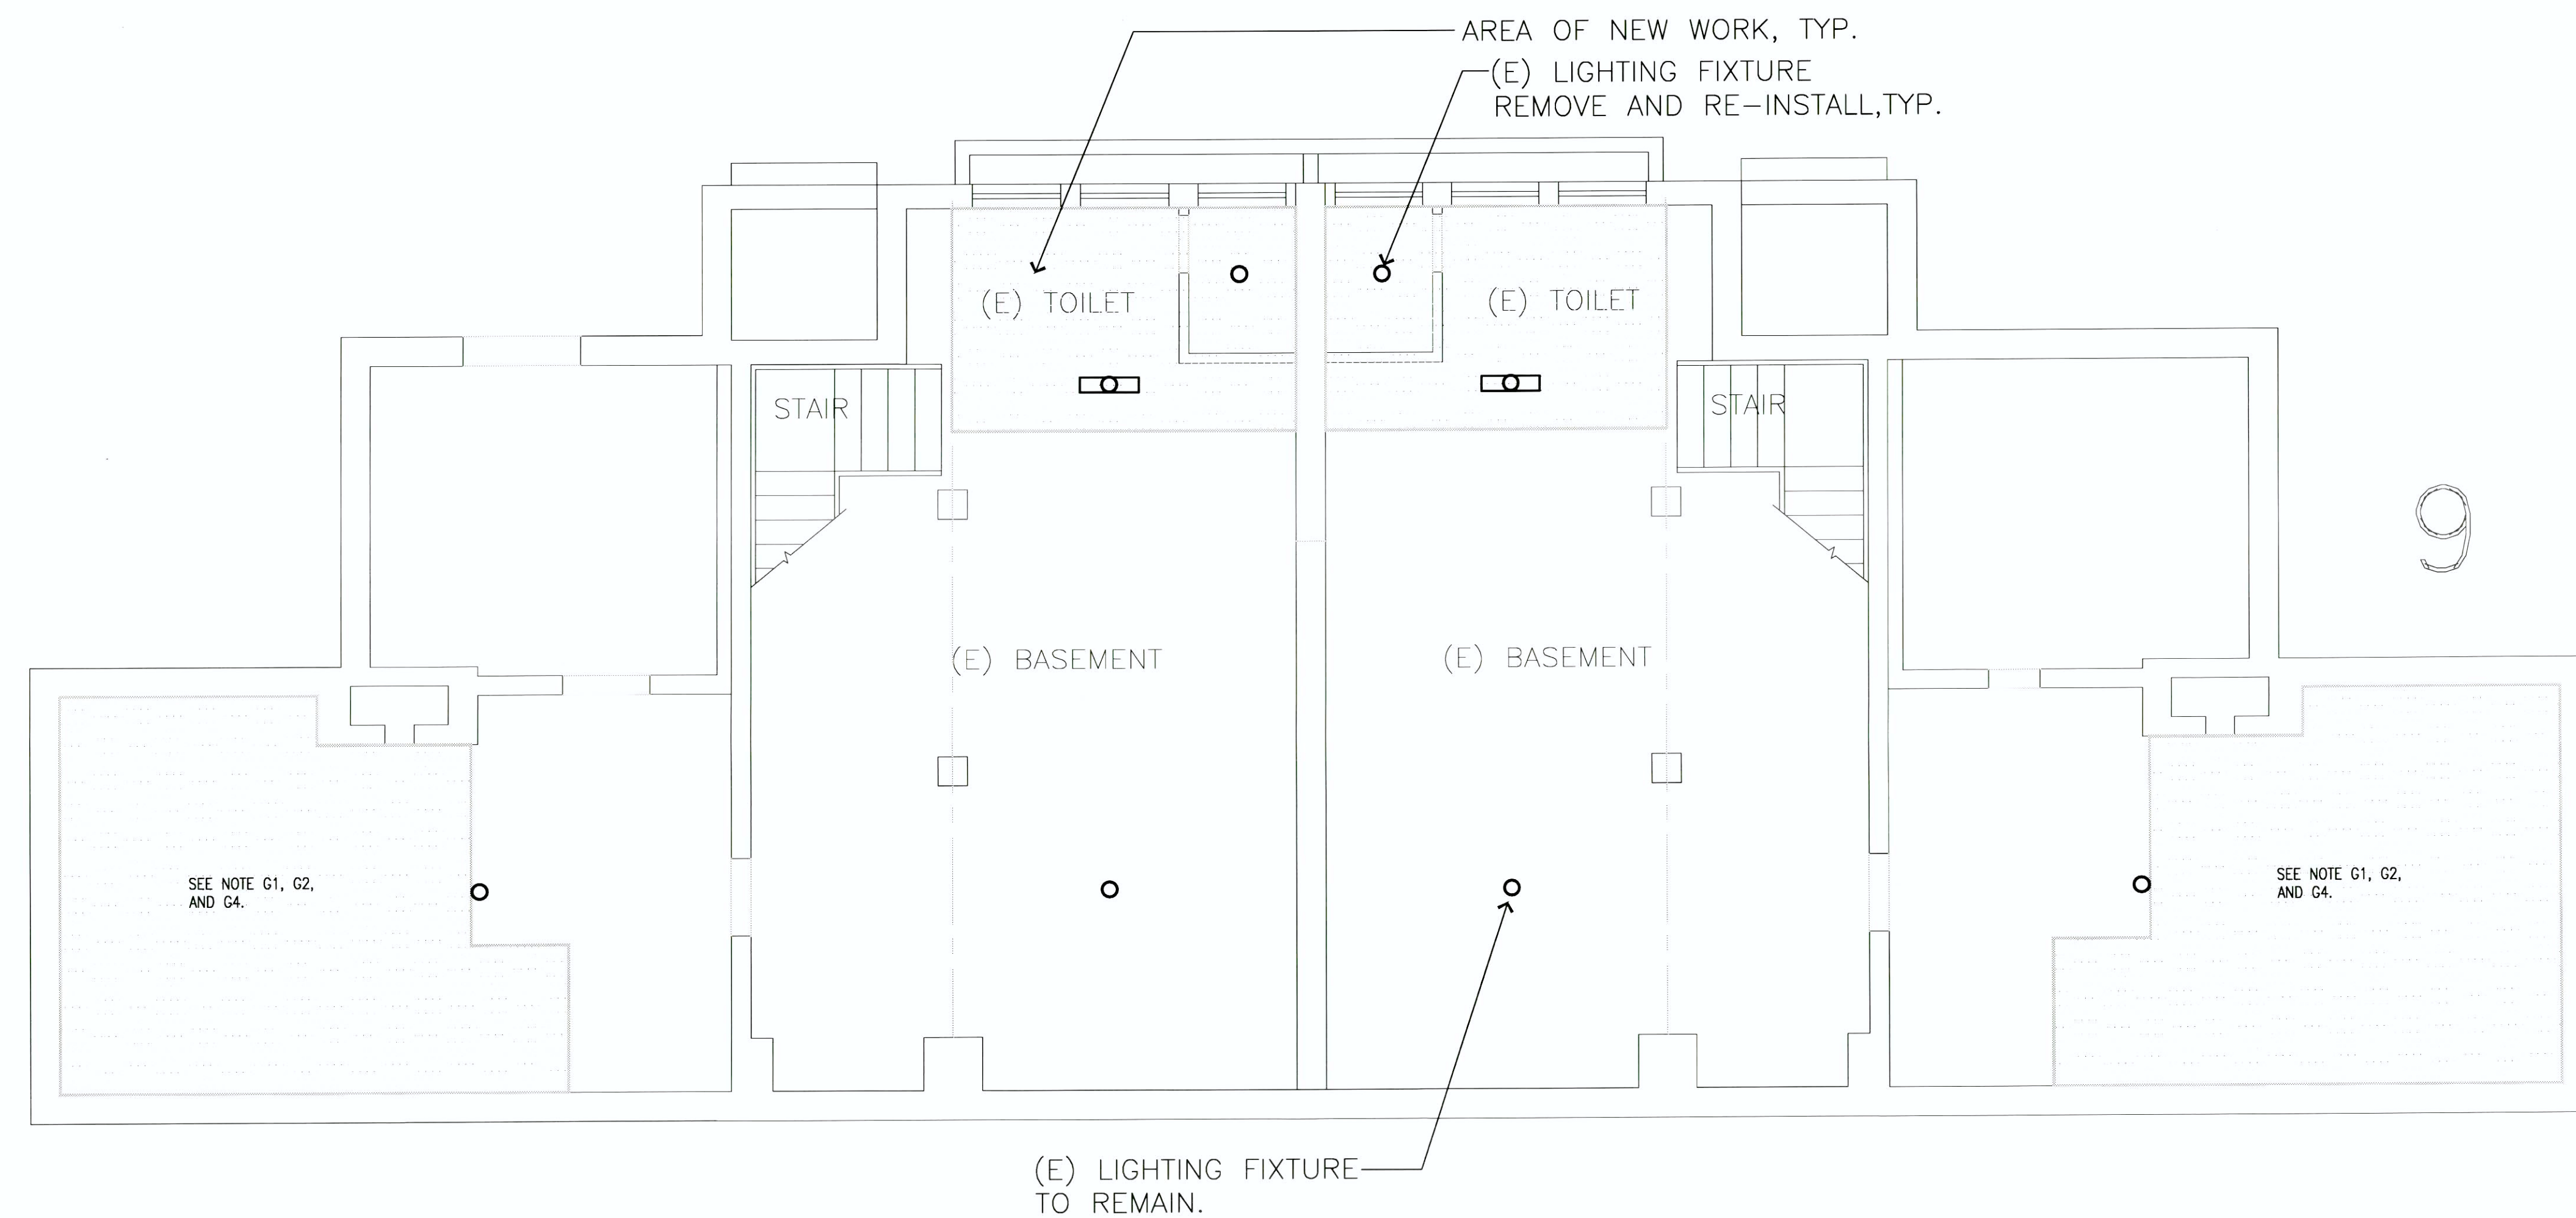 AREA OF NEW WORK, TYP.
(E) LIGHTING FIXTURE
REMOVE AND RE-INSTALL,TYP.
(E) TOILET
(E) TOILET
STAIR
STAIR
9
(E) BASEMENT
(E) BASEMENT
SEE NOTE G1, G2,
AND G4.
SEE NOTE G1, G2,
AND G4.
(E) LIGHTING FIXTURE
TO REMAIN.